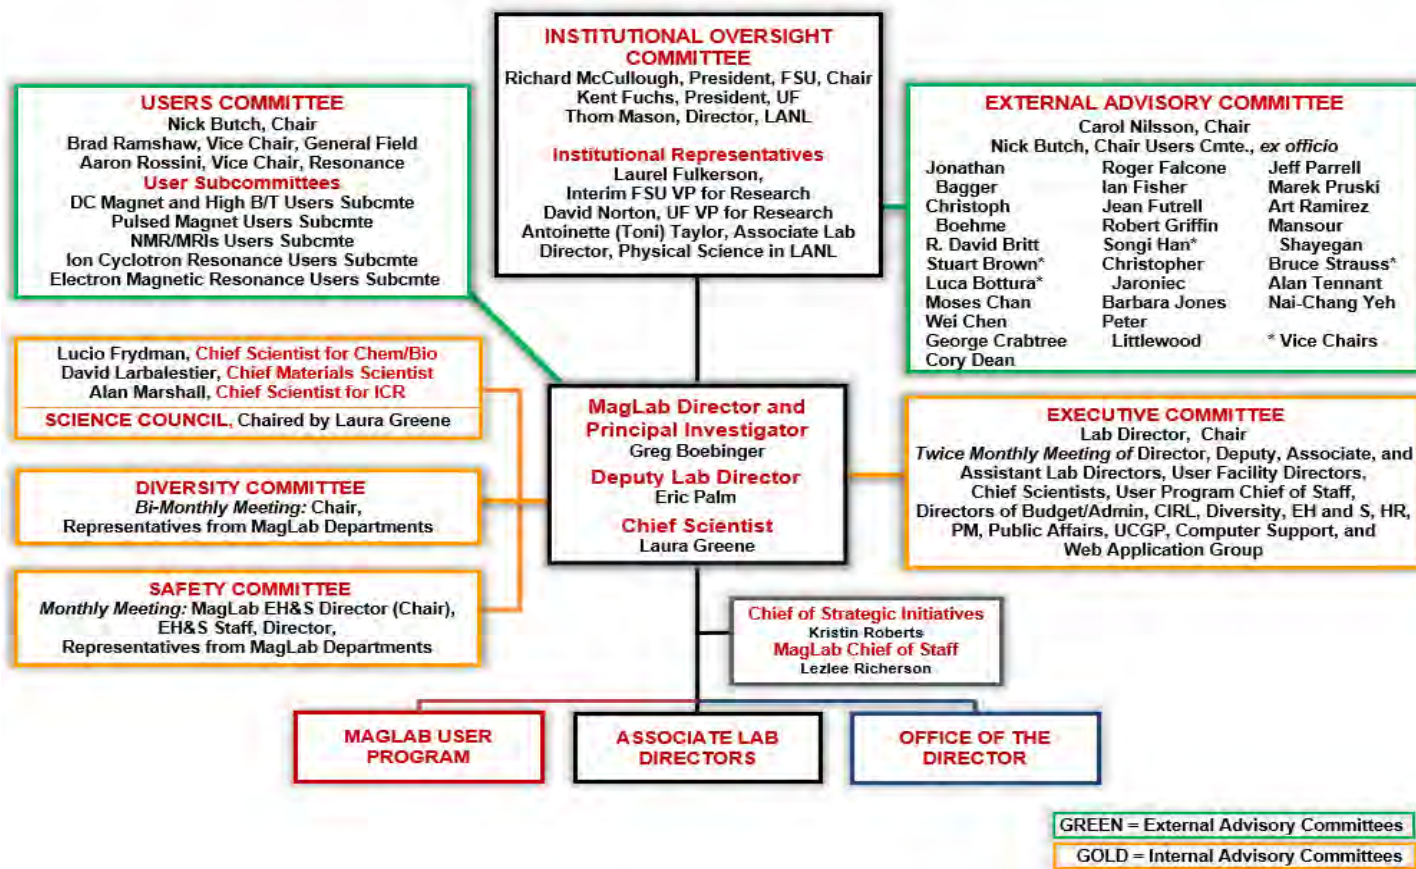 INSTITUTIONAL OVERSIGHT
COMMITTEE
Richard McCullough, President, FSU, Chair
Kent Fuchs, President, UF
Thom Mason, Director, LANL
Institutional Representatives
Laurel Fulkerson,
Interim FSU VP for Research
David Norton, UF VP for Research
Antoinette (Toni) Taylor, Associate Lab
Director, Physical Science in LANL
USERS COMMITTEE
Nick Butch, Chair
Brad Ramshaw, Vice Chair, General Field
Aaron Rossini, Vice Chair, Resonance
User Subcommittees
DC Magnet and High B/T Users Subcmte
Pulsed Magnet Users Subcmte
NMR/MRIs Users Subcmte
Ion Cyclotron Resonance Users Subcmte
Electron Magnetic Resonance Users Subcmte
EXTERNAL ADVISORY COMMITTEE
Carol Nilsson, Chair
Nick Butch, Chair Users Cmte., ex officio
Jonathan
Bagger
Christoph
Boehme
R. David Britt
Stuart Brown*
Luca Bottura*
Moses Chan
Wei Chen
George Crabtree
Cory Dean
Roger Falcone
Ian Fisher
Jean Futrell
Robert Griffin
Songi Han*
Christopher
Jaroniec
Barbara Jones
Peter
Littlewood
Jeff Parrell
Marek Pruski
Art Ramirez
Mansour
Shayegan
Bruce Strauss*
Alan Tennant
Nai-Chang Yeh
* Vice Chairs
Lucio Frydman, Chief Scientist for Chem/Bio
David Larbalestier, Chief Materials Scientist
Alan Marshall, Chief Scientist for ICR
SCIENCE COUNCIL, Chaired by Laura Greene
DIVERSITY COMMITTEE
Bi-Monthly Meeting: Chair,
Representatives from MagLab Departments
SAFETY COMMITTEE
Monthly Meeting: MagLab EH&S Director (Chair),
EH&S Staff, Director,
Representatives from MagLab Departments
MagLab Director and
Principal Investigator
Greg Boebinger
Deputy Lab Director
Eric Palm
Chief Scientist
Laura Greene
EXECUTIVE COMMITTEE
Lab Director, Chair
Twice Monthly Meeting of Director, Deputy, Associate, and
Assistant Lab Directors, User Facility Directors,
Chief Scientists, User Program Chief of Staff,
Directors of Budget/Admin, CIRL, Diversity, EH and S, HR,
PM, Public Affairs, UCGP, Computer Support, and
Web Application Group
Chief of Strategic Initiatives
Kristin Roberts
MagLab Chief of Staff
Lezlee Richerson
MAGLAB USER
PROGRAM
ASSOCIATE LAB
DIRECTORS
OFFICE OF THE
DIRECTOR
GREEN = External Advisory Committees
GOLD = Internal Advisory Committees